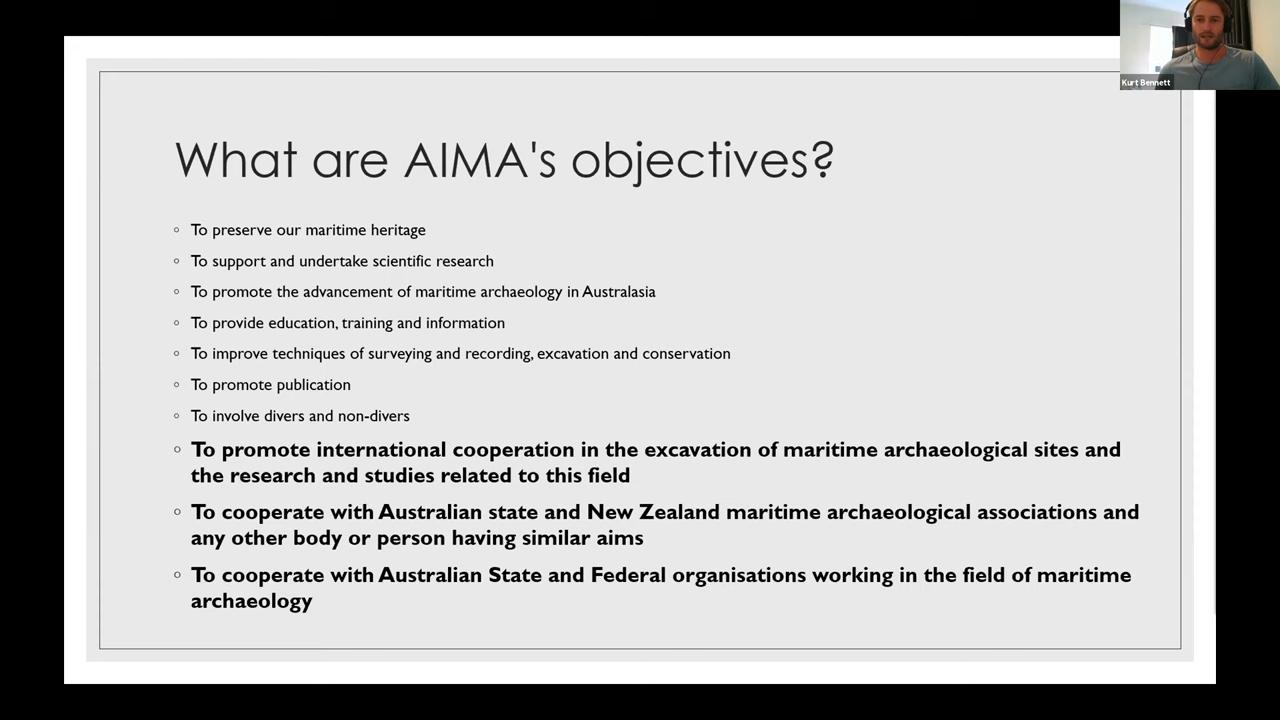 Kurt Bennett
What are AIMA's objectives?
◦ To preserve our maritime heritage
◦ To support and undertake scientific research
◦ To promote the advancement of maritime archaeology in Australasia
◦ To provide education, training and information
◦ To improve techniques of surveying and recording, excavation and conservation
◦ To promote publication
◦ To involve divers and non-divers
◦ To promote international cooperation in the excavation of maritime archaeological sites and
the research and studies related to this field
◦ To cooperate with Australian state and New Zealand maritime archaeological associations and
any other body or person having similar aims
◦ To cooperate with Australian State and Federal organisations working in the field of maritime
archaeology